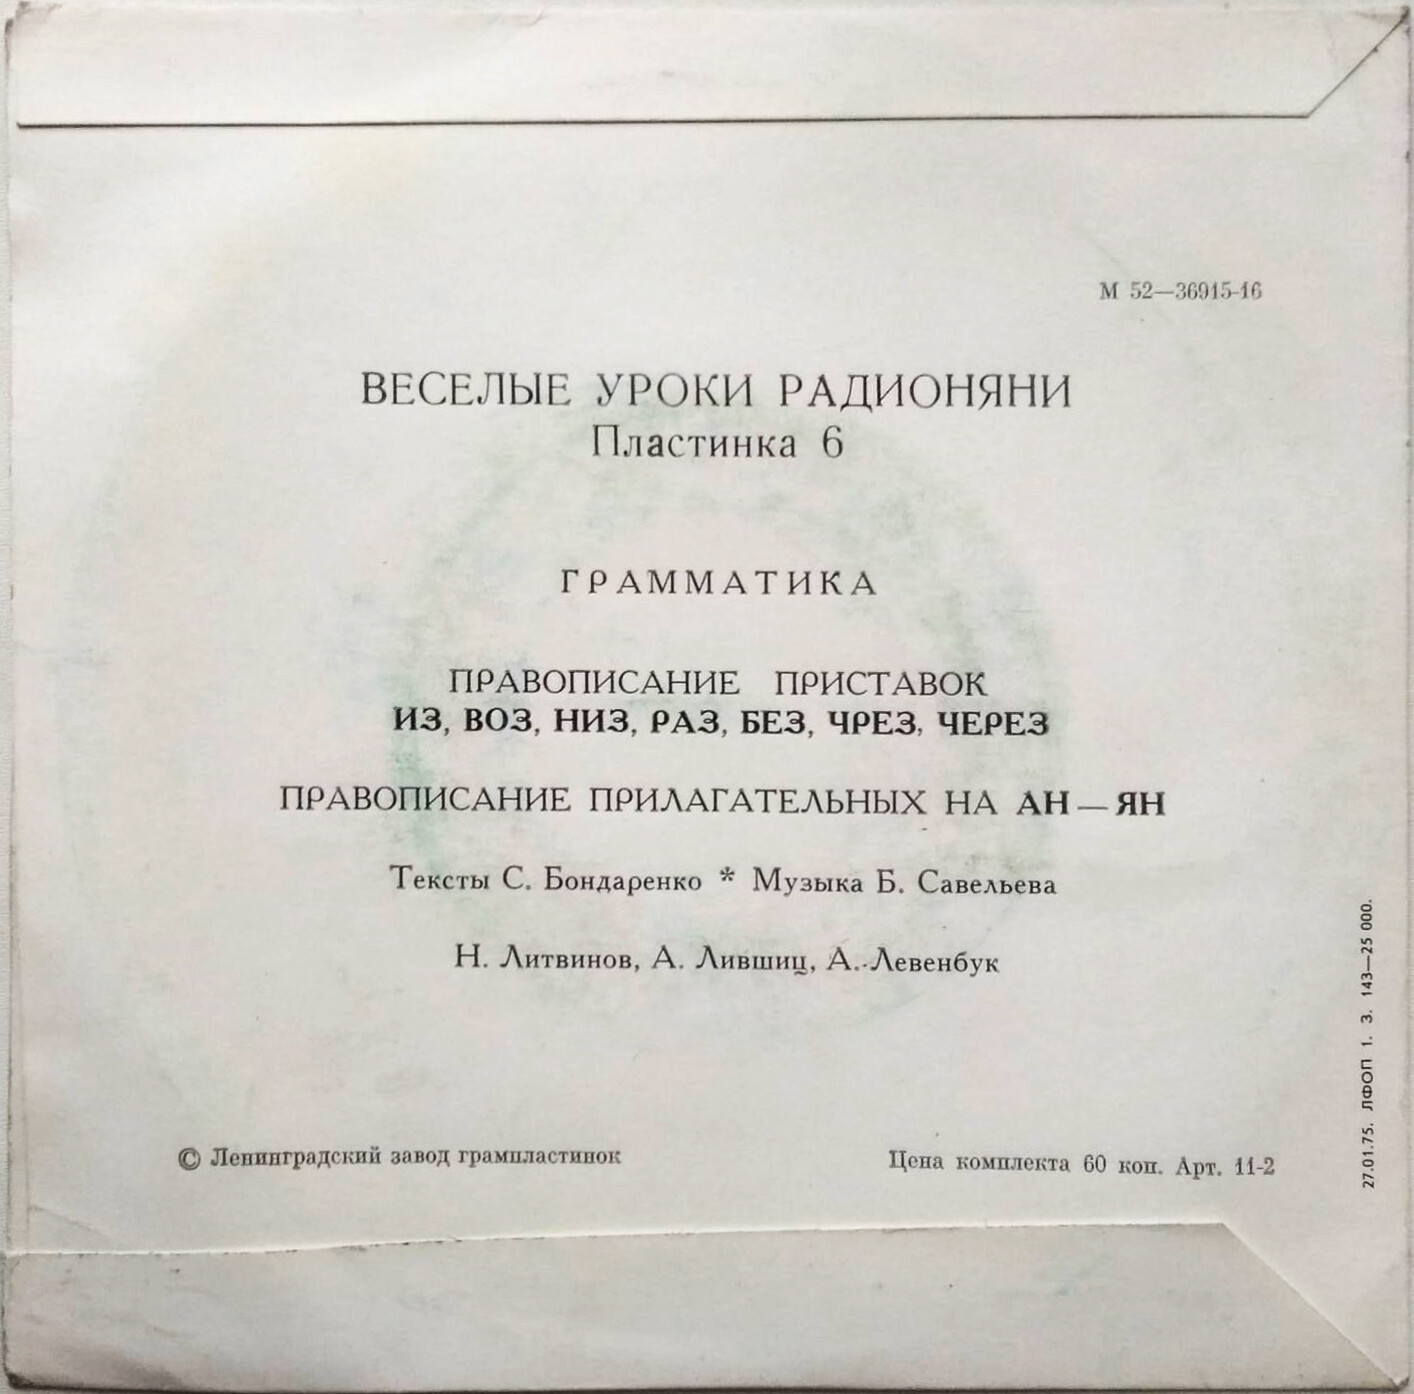 М 52—36915-16
ВЕСЕЛЫЕ УРОКИ РАДИОНЯНИ
Пластинка 6
ГРАММАТИКА
ПРАВОПИСАНИЕ ПРИСТАВОК
ИЗ, ВОЗ, НИЗ, РАЗ, БЕЗ, ЧРЕЗ, ЧЕРЕЗ
ПРАВОПИСАНИЕ ПРИЛАГАТЕЛЬНЫХ НА АН — ЯН
Тексты С. Бондаренко * Музыка Б. Савельева
Н. Литвинов, А. Лившиц, А. Левенбук
© Ленинградский завод грампластинок
Цена комплекта 60 коп. Арт. 11-2
27.01.75. ЛФОП 1. З. 143—25 000.